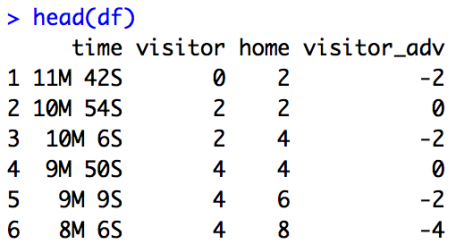 > head(df)
time visitor home visitor_adv
1 11M 42S 0 2 -2
2 10M 54S 2 2 0
3 10M 6S 2 4 -2
4 9M 50S 4 4 0
5 9M 9S 4 6 -2
6 8M 6S 4 8 -4